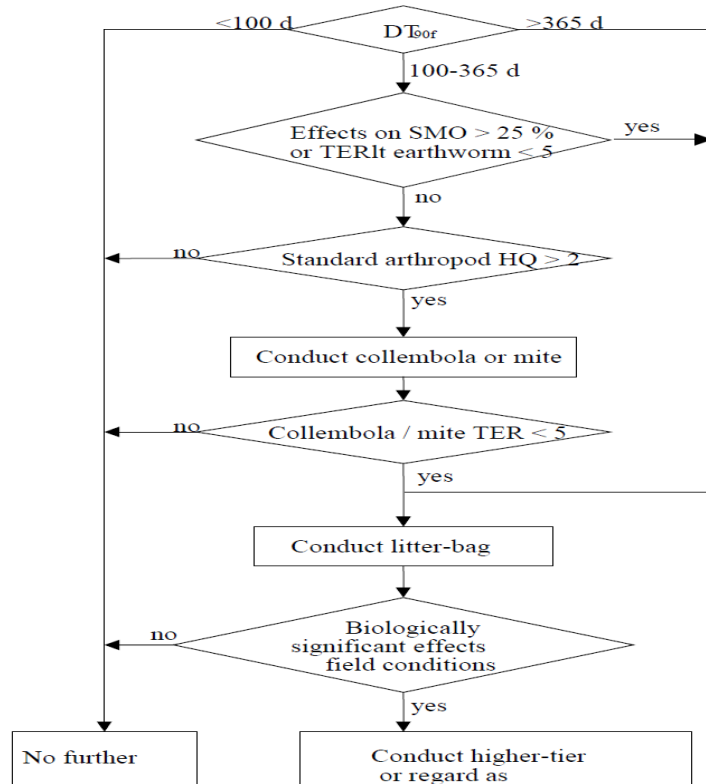 <100 d
DT90f
>365 d
100-365 d
Effects on SMO > 25 %
or TERlt earthworm < 5
yes
no
no
Standard arthropod HQ > 2
yes
Conduct collembola or mite
no
Collembola / mite TER < 5
yes
Conduct litter-bag
no
Biologically
significant effects
field conditions
yes
No further
Conduct higher-tier
or regard as